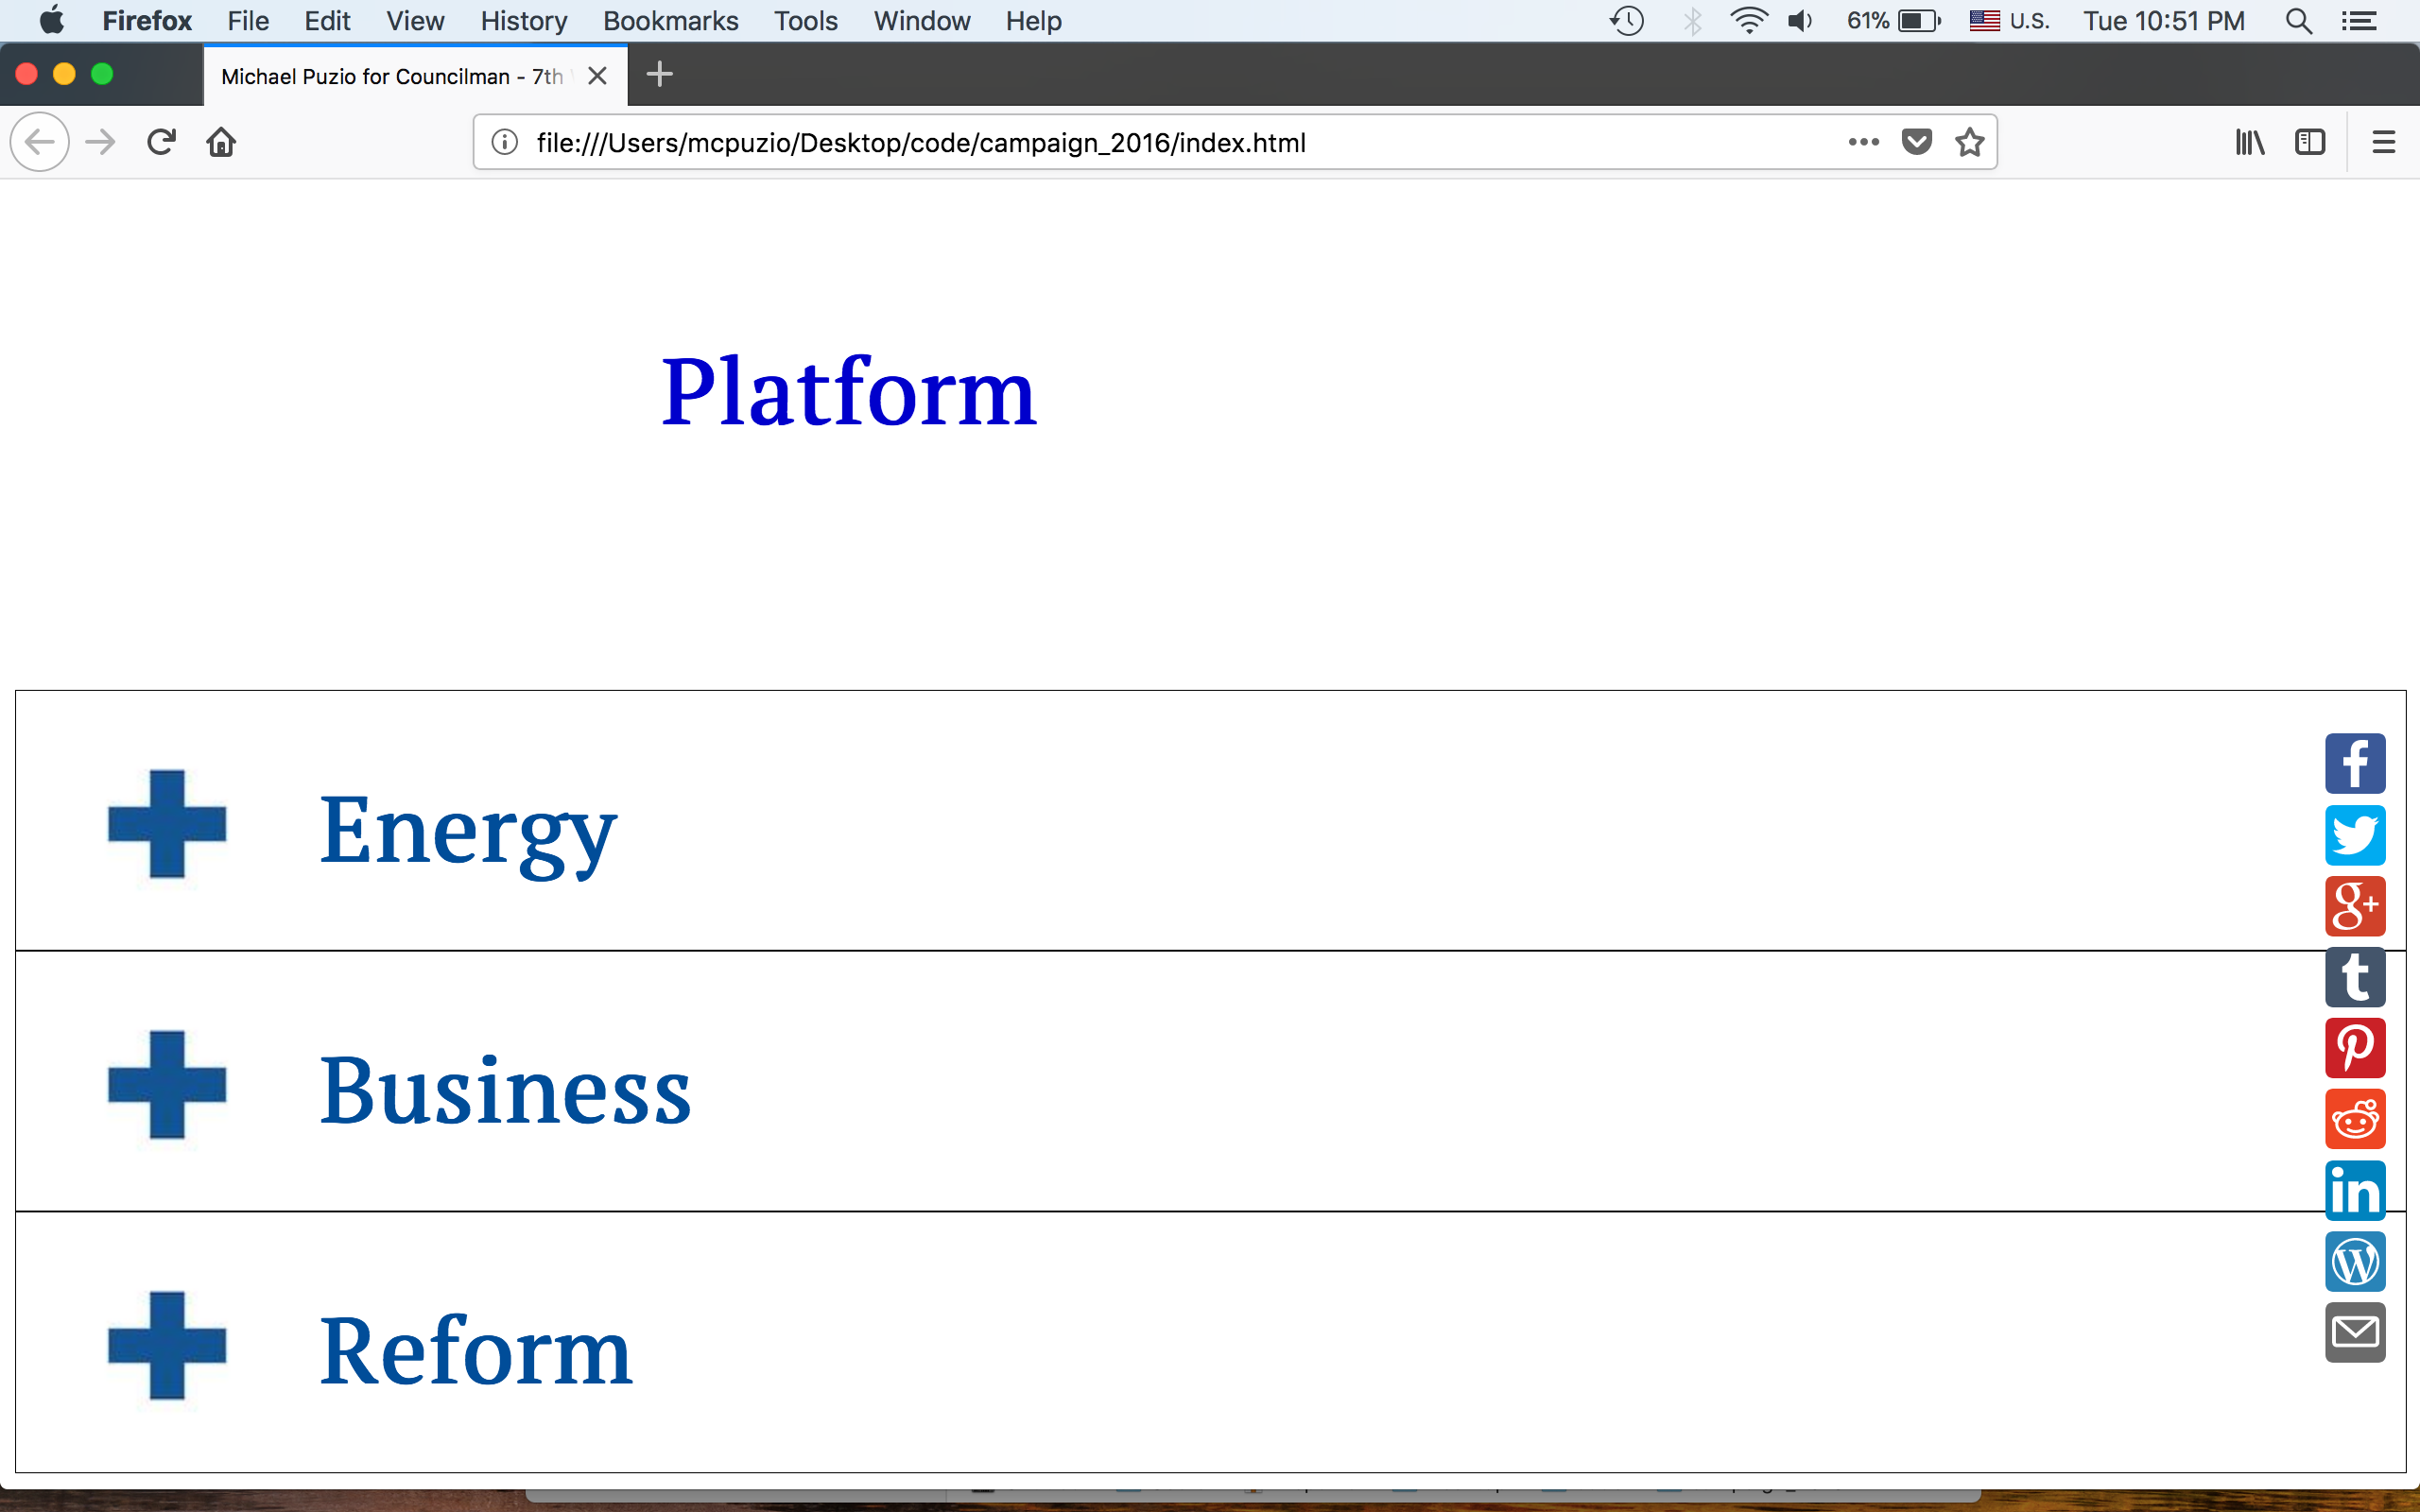 Firefox File Edit View History Bookmarks Tools Window Help 61% U.S. Tue 10:51 PM
Michael Puzio for Councilman - 7th
file:///Users/mcpuzio/Desktop/code/campaign_2016/index.html
Platform
Energy
Business
Reform